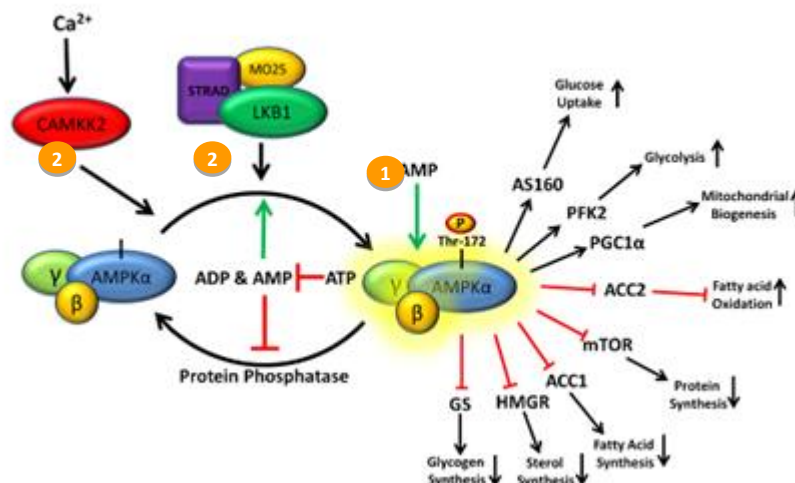 Ca2+
CAMKK2
2
STRAD
MO25
LKB1
2
1
AMP
P
Thr-172
γ
AMPKα
β
ADP & AMP
ATP
Protein Phosphatase
γ
AMPKα
β
Glucose
Uptake
AS160
Glycolysis
PFK2
Mitochondrial
Biogenesis
PGC1α
ACC2
Fatty acid
Oxidation
mTOR
Protein
Synthesis
ACC1
Fatty Acid
Synthesis
HMGR
Sterol
Synthesis
GS
Glycogen
Synthesis